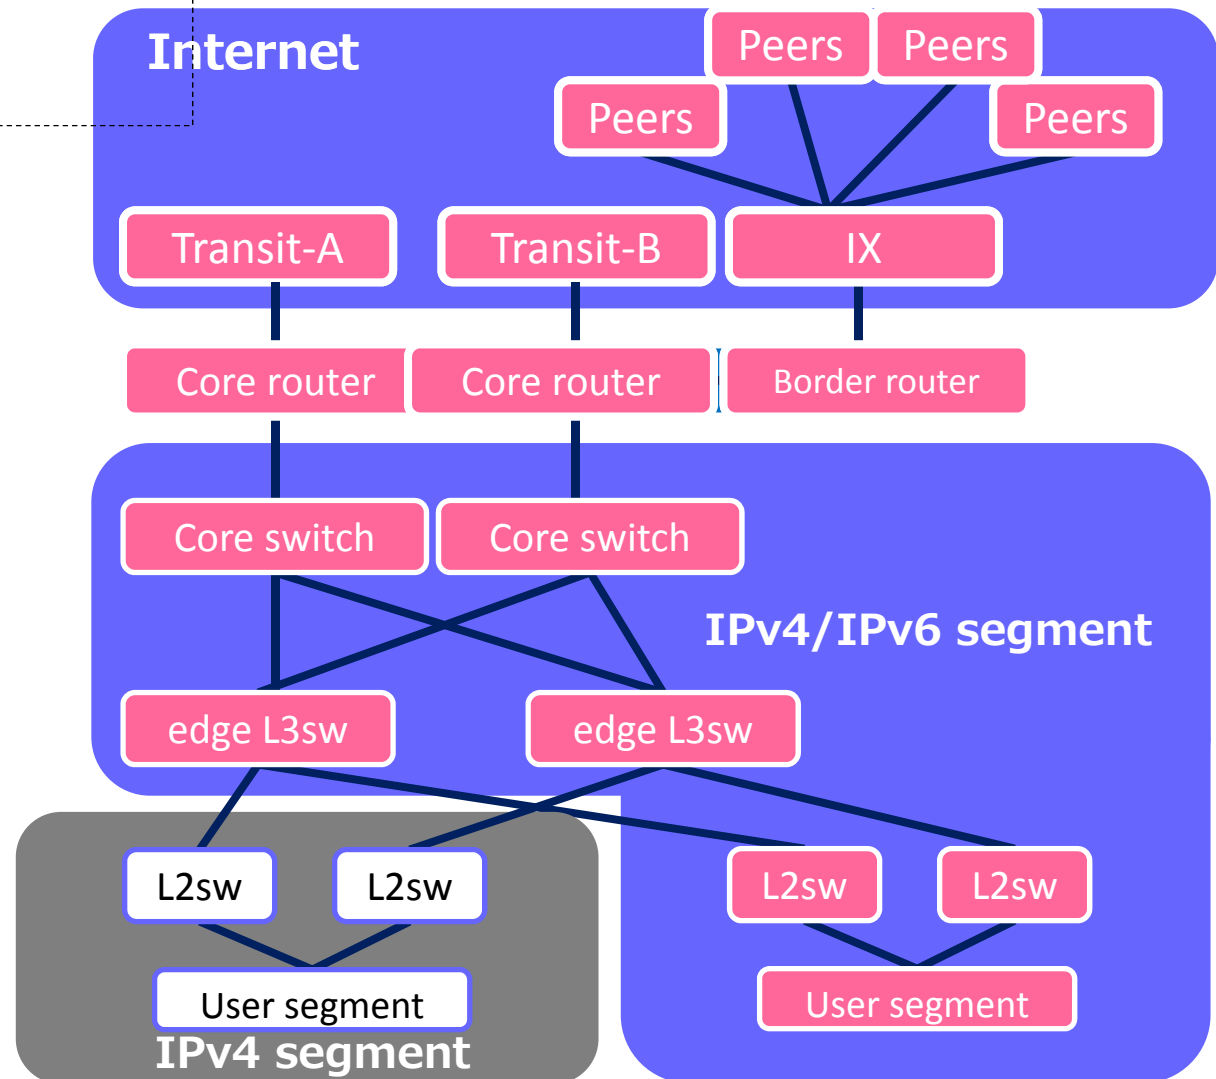 Internet
Peers
Peers
Peers
Peers
Transit-A
Transit-B
IX
Core router
Core router
Border router
Core switch
Core switch
IPv4/IPv6 segment
edge L3sw
edge L3sw
L2sw
L2sw
L2sw
L2sw
User segment
User segment
IPv4 segment